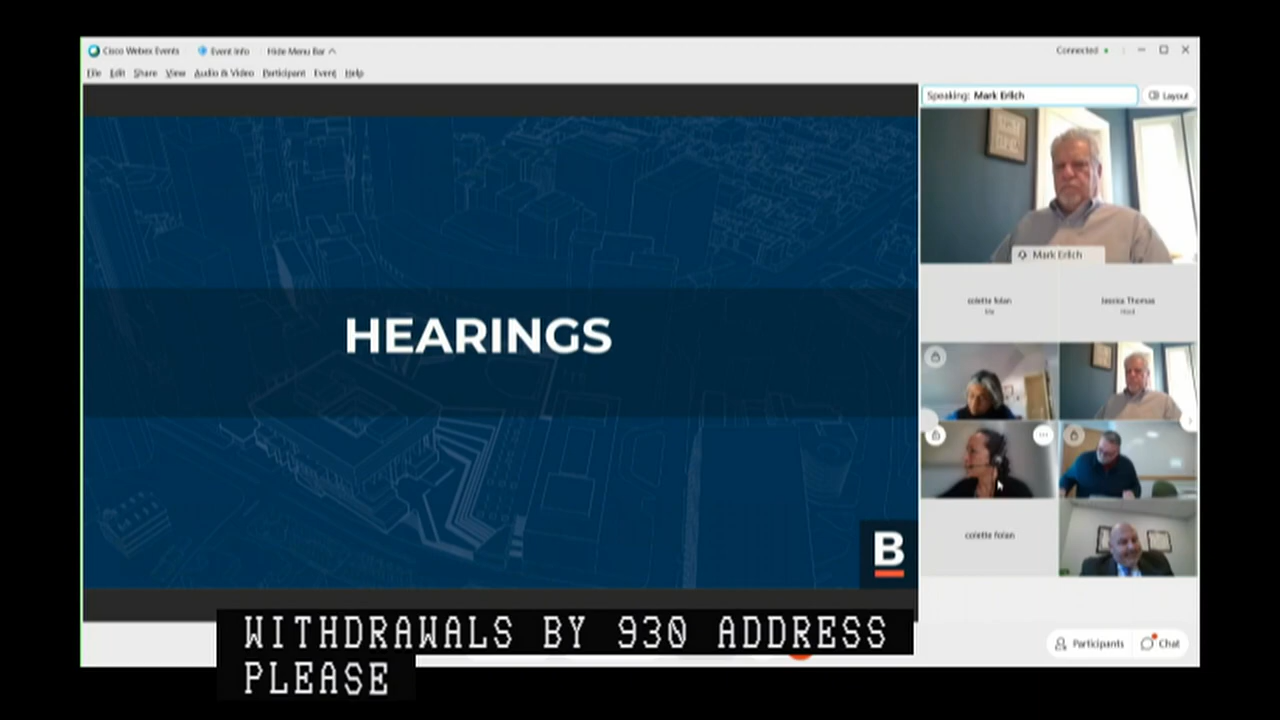 Cisco Webex Events
Event Info
Hide Menu Bar
Connected
File Edit Share View Audio & Video Participant Event Help
Speaking: Mark Erlich
Layout
Mark Erlich
colette folan
Me
Jessica Thomas
Host
HEARINGS
colette folan
B
WITHDRAWALS BY 930 ADDRESS
PLEASE
Participants
Chat